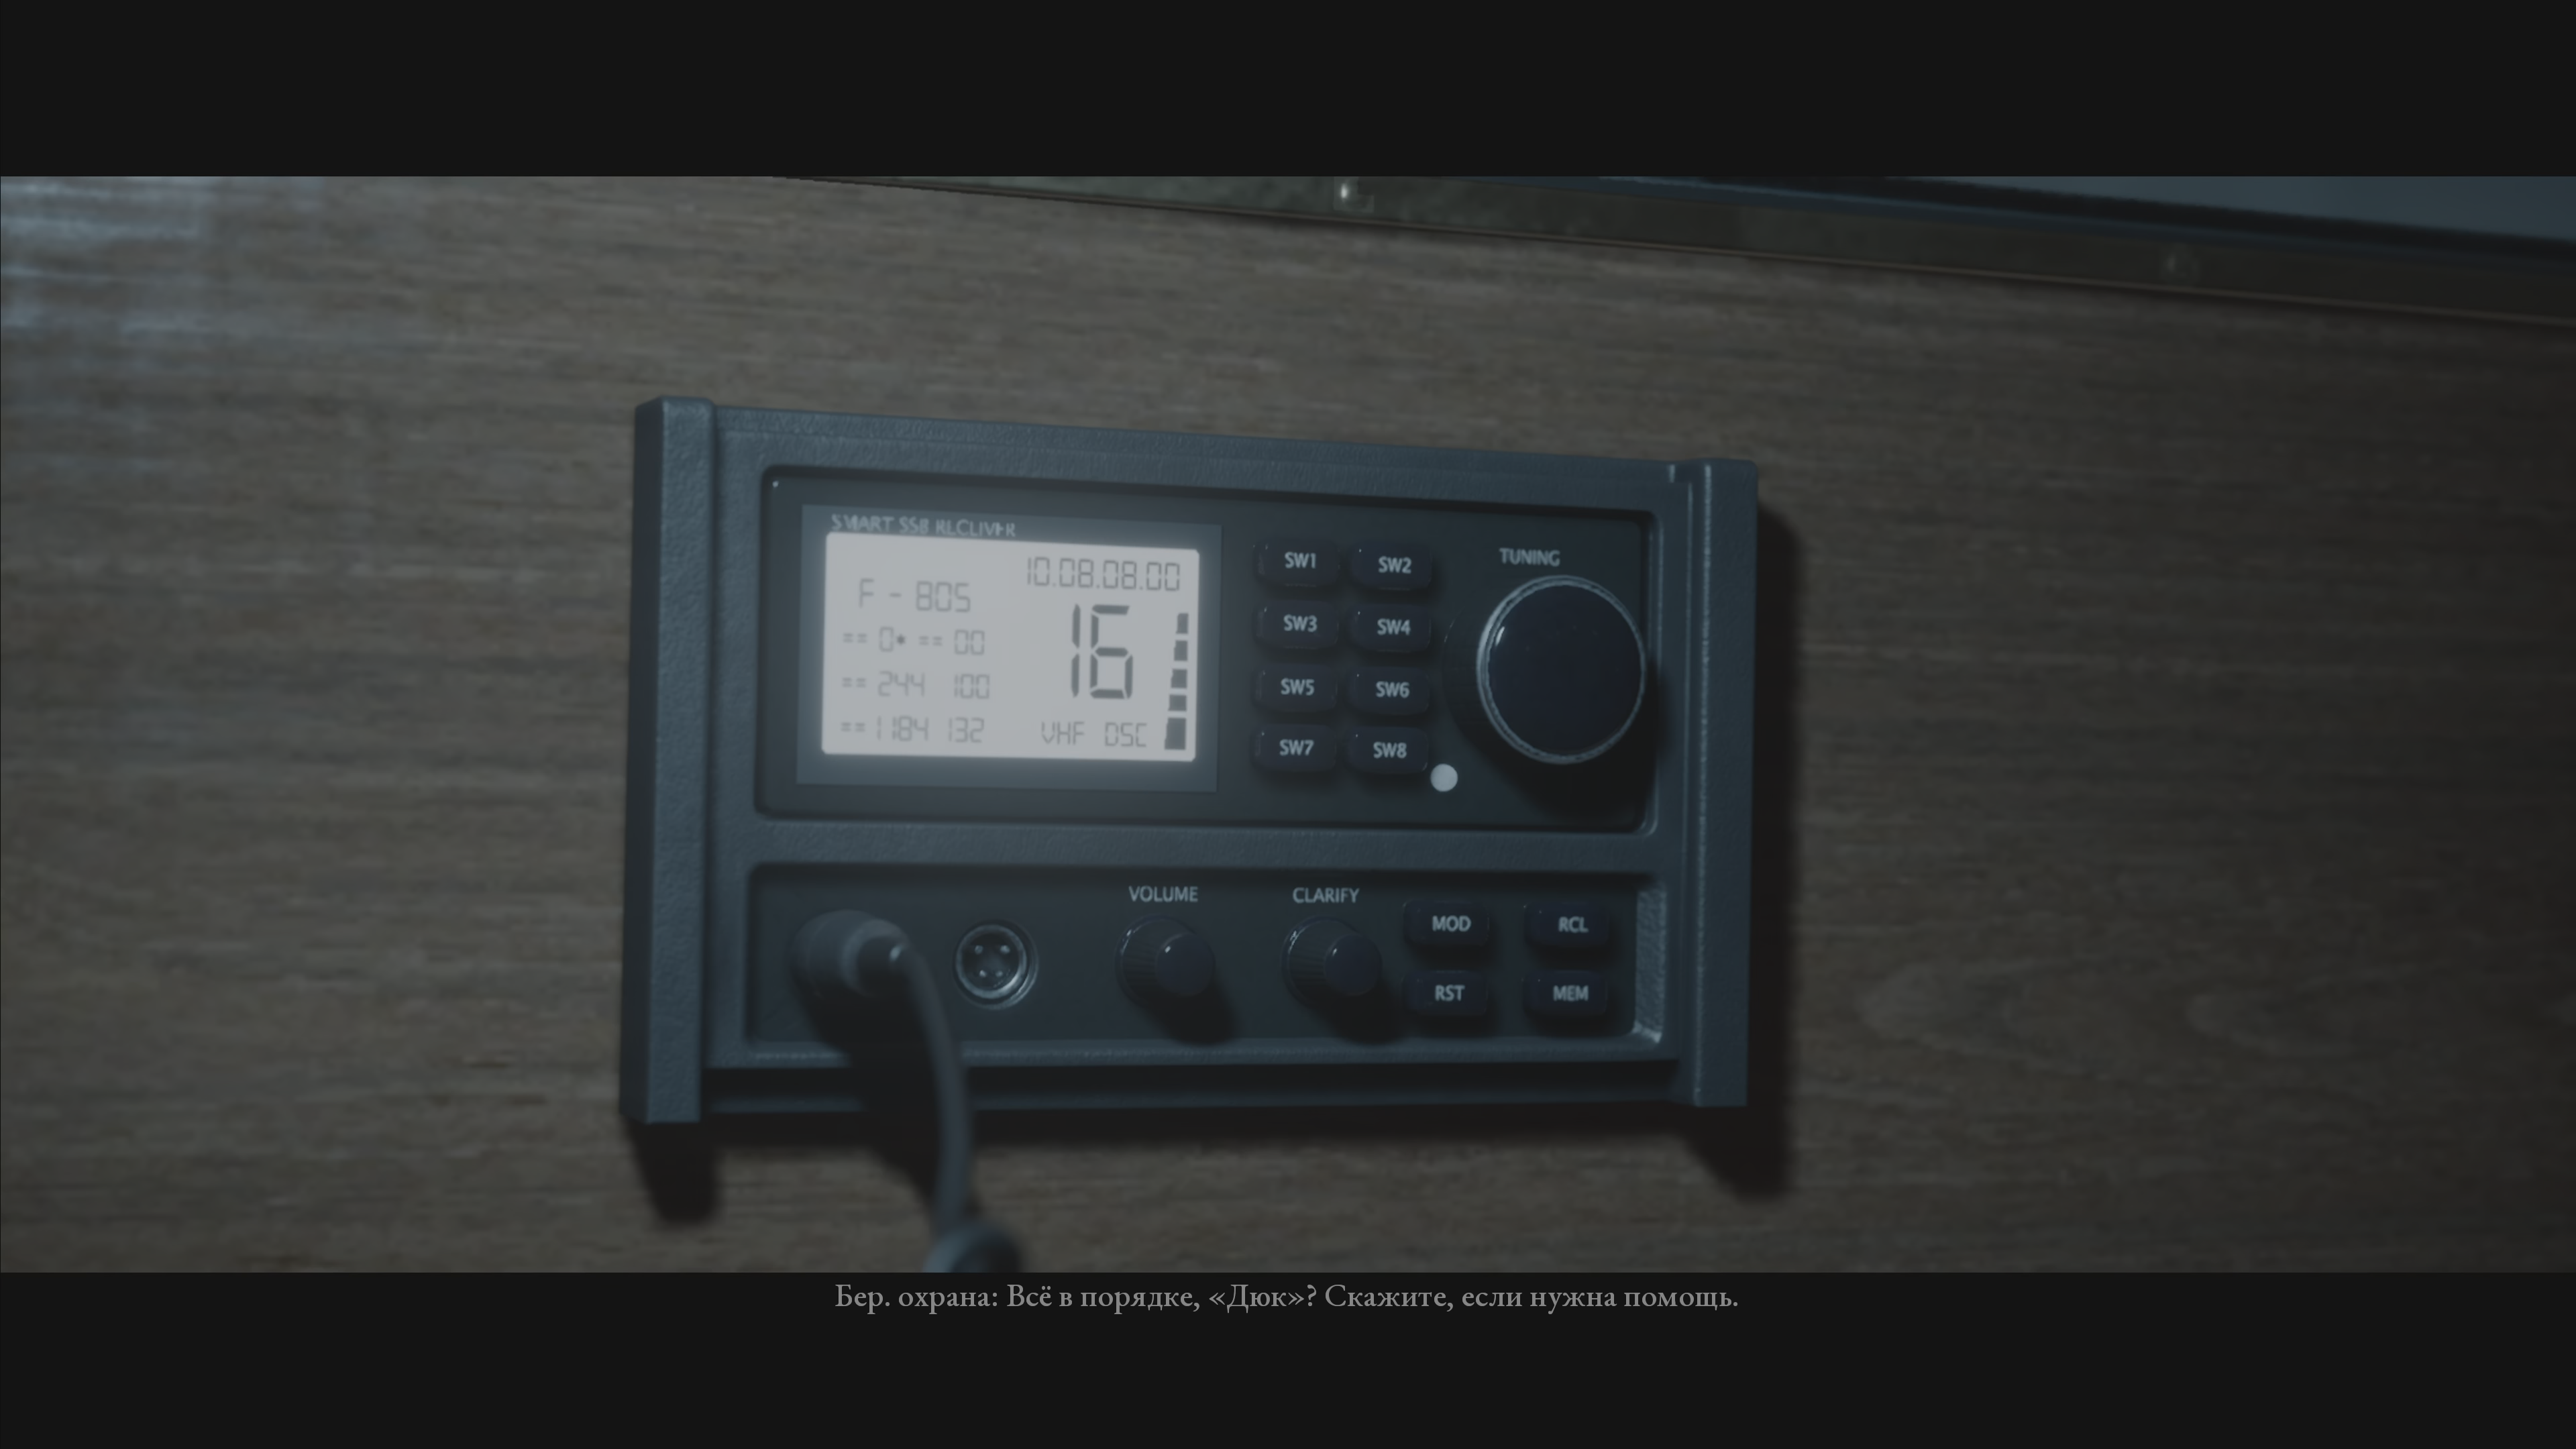 SMART SSB RECEIVER
10.08.08.00
F - 805
== 0* == 00
16
== 244 100
== 1184 132
VHF DSC
SW1 SW2
SW3 SW4
SW5 SW6
SW7 SW8
TUNING
VOLUME
CLARIFY
MOD RCL
RST MEM
Бер. охрана: Всё в порядке, «Дюк»? Скажите, если нужна помощь.